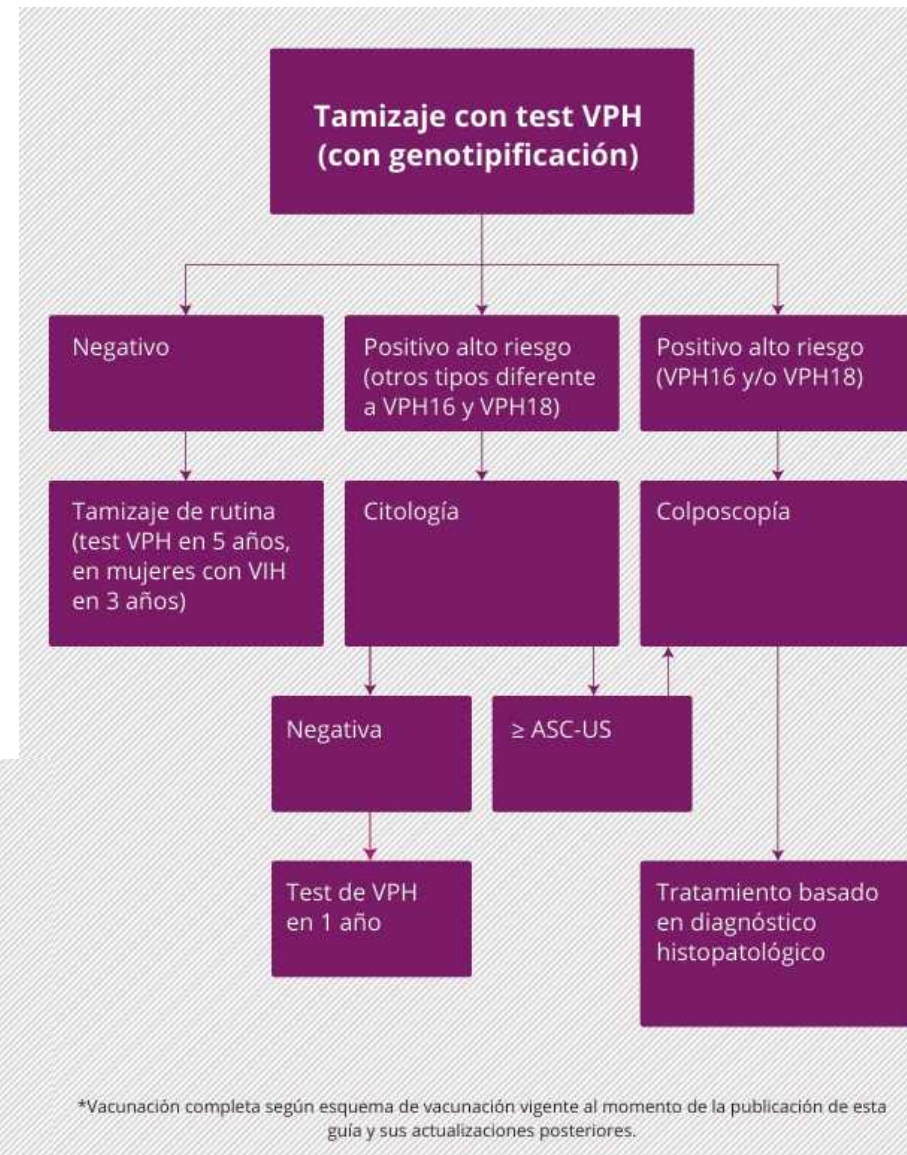 Tamizaje con test VPH
(con genotipificación)
Negativo
Positivo alto riesgo
(otros tipos diferente
a VPH16 y VPH18)
Positivo alto riesgo
(VPH16 y/o VPH18)
Tamizaje de rutina
(test VPH en 5 años,
en mujeres con VIH
en 3 años)
Citología
Colposcopía
Negativa
≥ ASC-US
Test de VPH
en 1 año
Tratamiento basado
en diagnóstico
histopatológico
*Vacunación completa según esquema de vacunación vigente al momento de la publicación de esta
guía y sus actualizaciones posteriores.